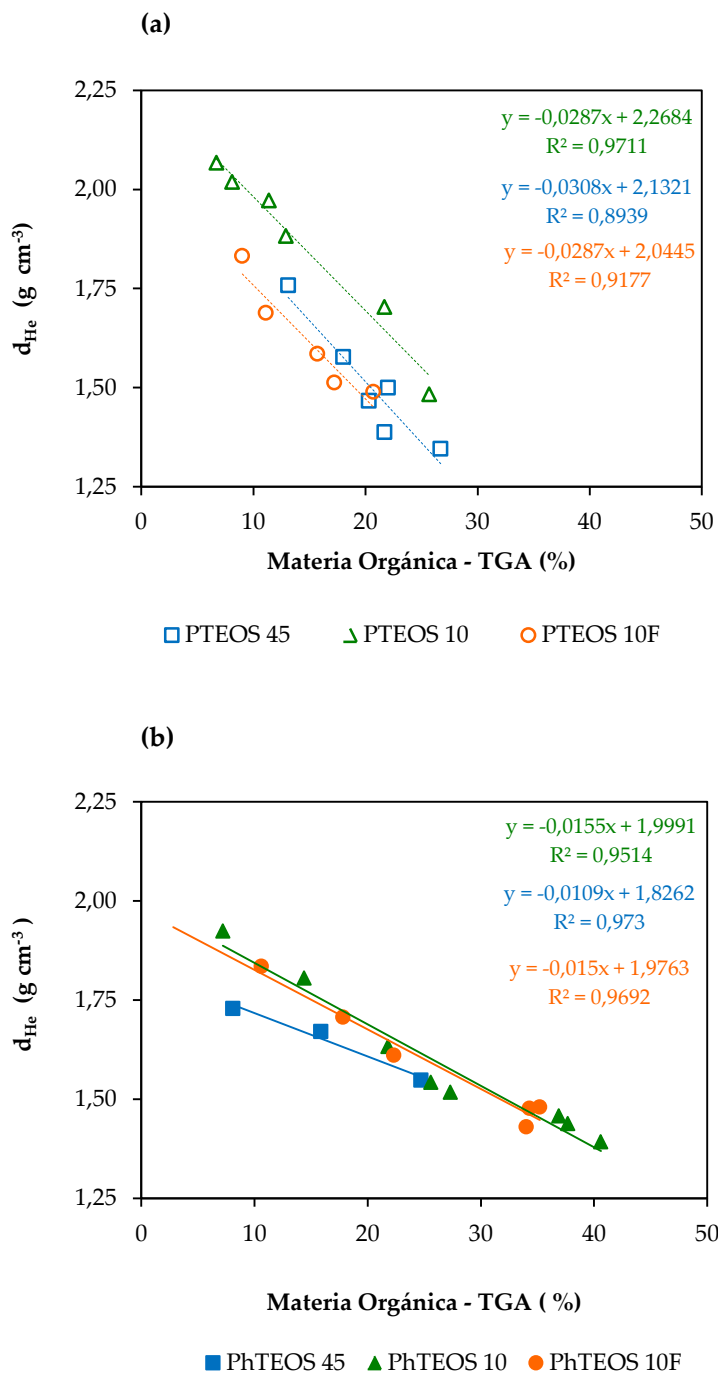 (a)
2,25
2,00
1,75
1,50
1,25
d_He (g cm⁻³)
y = -0,0287x + 2,2684
R² = 0,9711
y = -0,0308x + 2,1321
R² = 0,8939
y = -0,0287x + 2,0445
R² = 0,9177
0 10 20 30 40 50
Materia Orgánica - TGA (%)
PTEOS 45 PTEOS 10 PTEOS 10F
(b)
2,25
2,00
1,75
1,50
1,25
d_He (g cm⁻³ )
y = -0,0155x + 1,9991
R² = 0,9514
y = -0,0109x + 1,8262
R² = 0,973
y = -0,015x + 1,9763
R² = 0,9692
0 10 20 30 40 50
Materia Orgánica - TGA ( %)
PhTEOS 45 PhTEOS 10 PhTEOS 10F